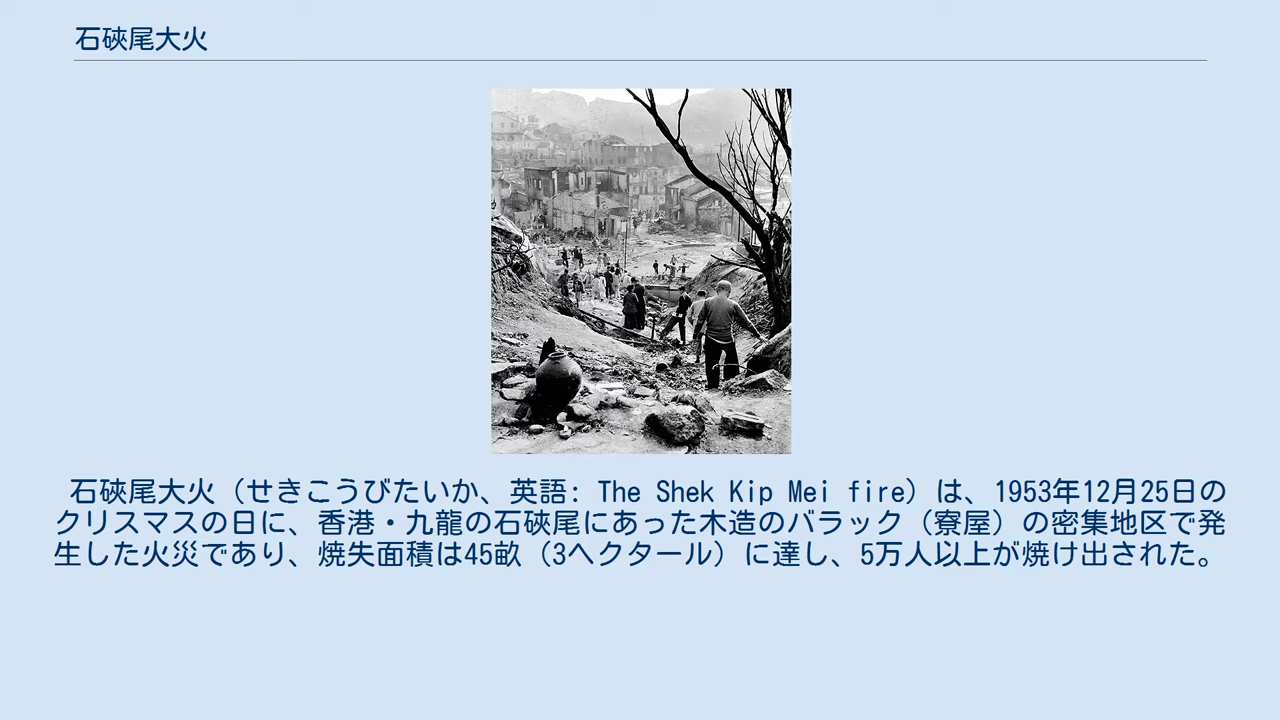 石硤尾大火
石硤尾大火（せきこうびたいか、英語: The Shek Kip Mei fire）は、1953年12月25日の
クリスマスの日に、香港・九龍の石硤尾にあった木造のバラック（寮屋）の密集地区で発
生した火災であり、焼失面積は45畝（3ヘクタール）に達し、5万人以上が焼け出された。